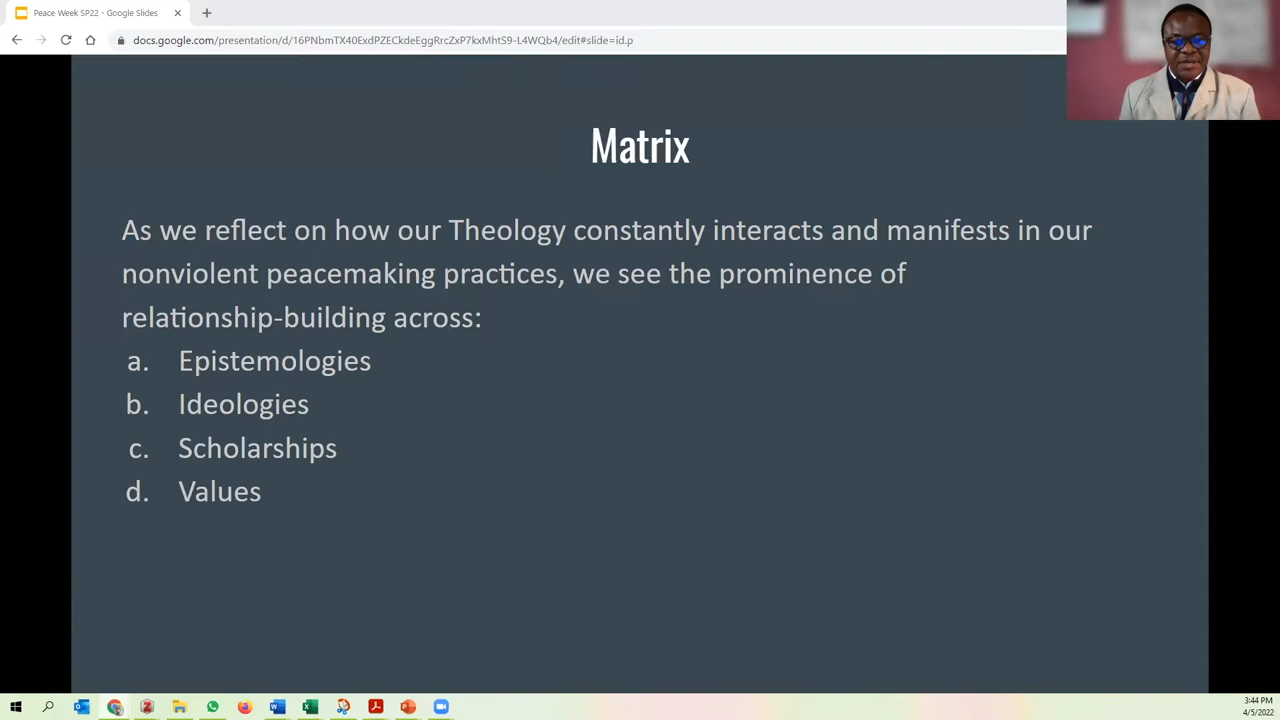 Peace Week SP22 - Google Slides
docs.google.com/presentation/d/16PNbmTX40ExdPZECkdeEggRrcZxP7kxMhtS9-L4WQb4/edit#slide=id.p
Matrix
As we reflect on how our Theology constantly interacts and manifests in our
nonviolent peacemaking practices, we see the prominence of
relationship-building across:
a. Epistemologies
b. Ideologies
c. Scholarships
d. Values
3:44 PM
4/5/2022